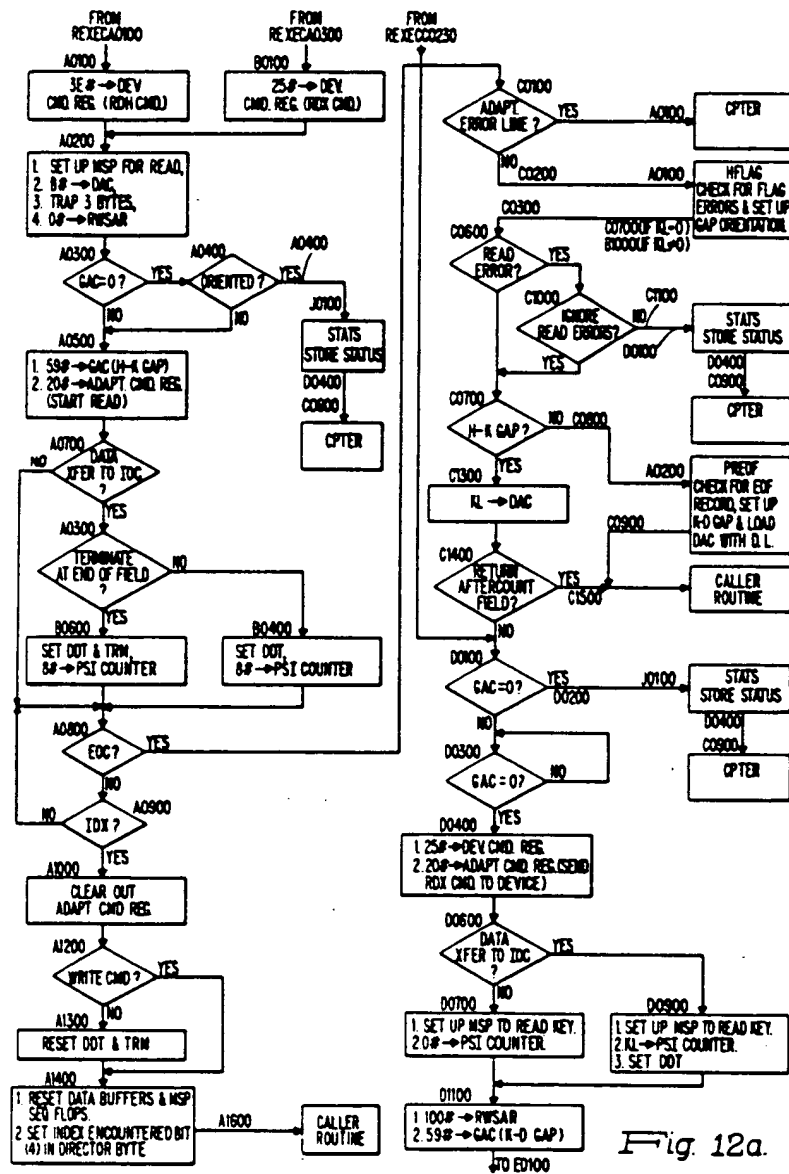 FROM
REXECA0100
A0100
3E# → DEV.
CMD. REG. (RDH CMD.)
FROM
REXECA0300
B0100
25# → DEV.
CMD. REG. (RDX CMD.)
A0200
1. SET UP MSP FOR READ,
2. 8# → DAC,
3. TRAP 3 BYTES,
4. 0# → RWSAR
A0300
GAC=0 ?
YES
NO
A0400
ORIENTED ?
YES
A0400
NO
J0100
STATS
STORE STATUS
D0400
C0900
CPTER
A0500
1. 59# → GAC (H-K GAP)
2. 20# → ADAPT CMD. REG.
(START READ)
A0700
DATA
XFER TO IOC
?
NO
YES
A0300
TERMINATE
AT END OF FIELD
?
NO
YES
B0600
SET DOT & TRM,
8# → PSI COUNTER
B0400
SET DOT,
8# → PSI COUNTER
A0800
EOC?
YES
NO
A0900
IDX ?
NO
YES
A1000
CLEAR OUT
ADAPT CMD REG.
A1200
WRITE CMD ?
YES
NO
A1300
RESET DOT & TRM
A1400
1. RESET DATA BUFFERS & MSP
SEQ FLOPS.
2 SET INDEX ENCOUNTERED BIT
(4) IN DIRECTOR BYTE
A1600
CALLER
ROUTINE
FROM
REXECC0230
C0100
ADAPT
ERROR LINE ?
YES
A0100
CPTER
NO
C0200
A0100
HFLAG
CHECK FOR FLAG
ERRORS & SET UP
GAP ORIENTATION.
C0300
C0700(IF KL=0)
B1000(IF KL≠0)
C0600
READ
ERROR?
YES
C1000
IGNORE
READ ERRORS?
NO
C1100
D0100
YES
STATS
STORE STATUS
D0400
C0900
CPTER
C0700
H-K GAP ?
NO
C0800
YES
A0200
PREOF
CHECK FOR EOF
RECORD, SET UP
K-D GAP & LOAD
DAC WITH D. L.
C0900
C1300
KL → DAC
C1400
RETURN
AFTERCOUNT
FIELD?
YES
C1500
CALLER
ROUTINE
NO
D0100
GAC=0?
YES
D0200
J0100
STATS
STORE STATUS
D0400
C0900
CPTER
NO
D0300
GAC=0?
NO
YES
D0400
1. 25# → DEV. CMD. REG.
2. 20# → ADAPT CMD. REG.(SEND
RDX CMD. TO DEVICE)
D0600
DATA
XFER TO IOC
?
YES
NO
D0700
1. SET UP MSP TO READ KEY.
2. 0# → PSI COUNTER.
D0900
1. SET UP MSP TO READ KEY.
2. KL → PSI COUNTER.
3. SET DOT
D1100
1. 100# → RWSAR
2. 59# → GAC (K-D GAP)
TO E0100
Fig. 12a.